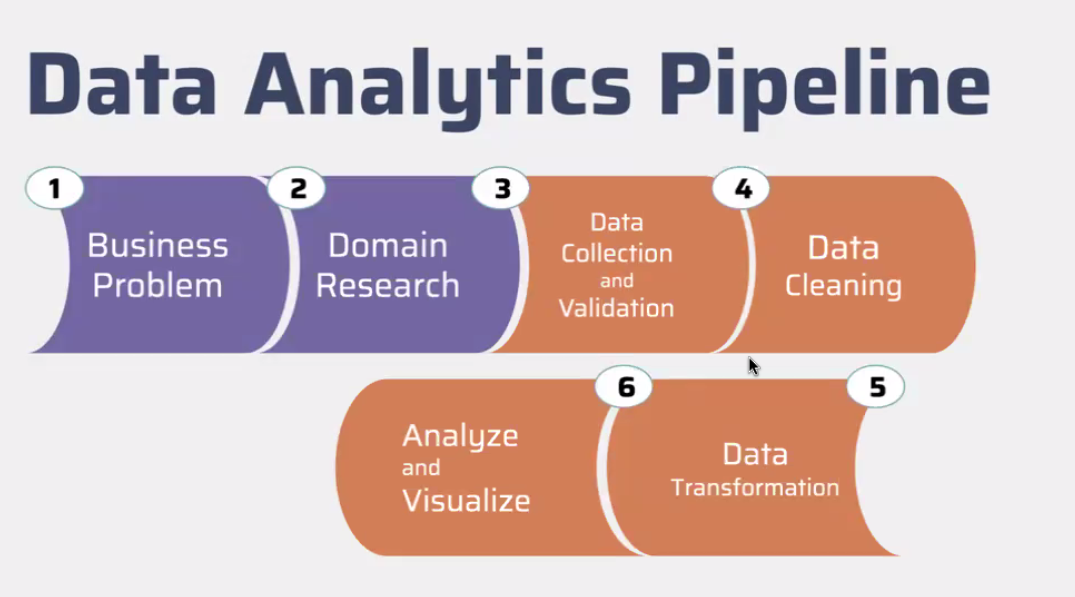 Data Analytics Pipeline
1
Business
Problem
2
Domain
Research
3
Data
Collection
and
Validation
4
Data
Cleaning
5
Data
Transformation
6
Analyze
and
Visualize